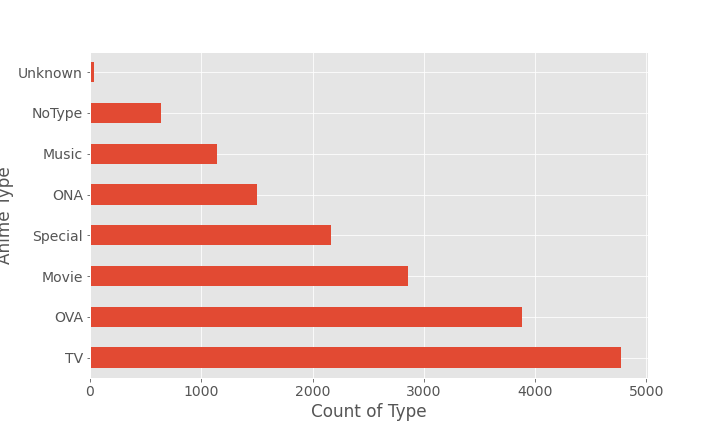 Unknown
NoType
Music
ONA
Special
Movie
OVA
TV
Anime Type
0 1000 2000 3000 4000 5000
Count of Type